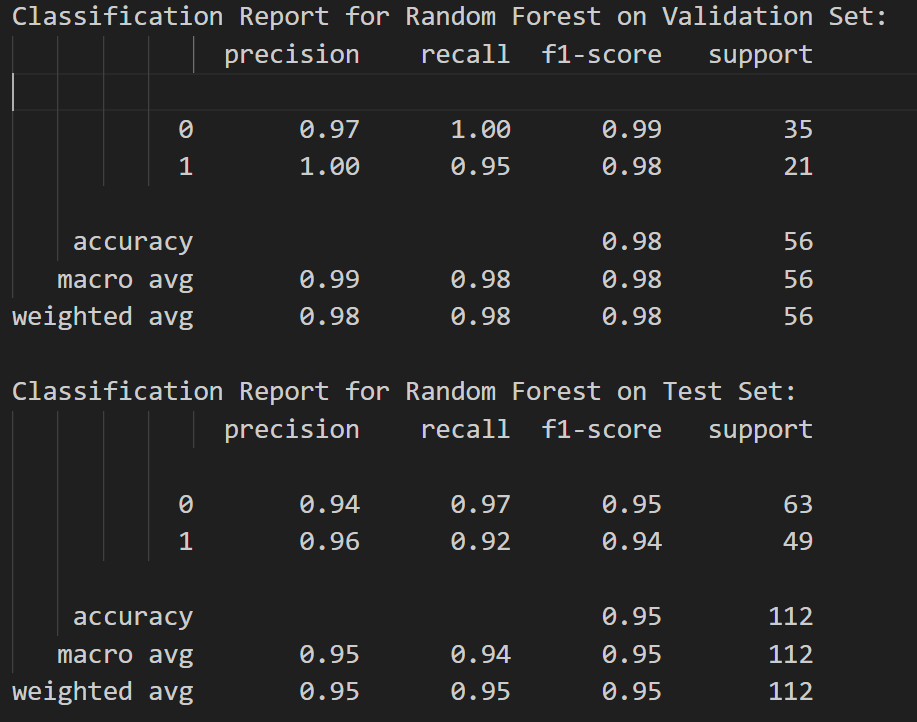 Classification Report for Random Forest on Validation Set:
precision recall f1-score support
0 0.97 1.00 0.99 35
1 1.00 0.95 0.98 21
accuracy 0.98 56
macro avg 0.99 0.98 0.98 56
weighted avg 0.98 0.98 0.98 56
Classification Report for Random Forest on Test Set:
precision recall f1-score support
0 0.94 0.97 0.95 63
1 0.96 0.92 0.94 49
accuracy 0.95 112
macro avg 0.95 0.94 0.95 112
weighted avg 0.95 0.95 0.95 112